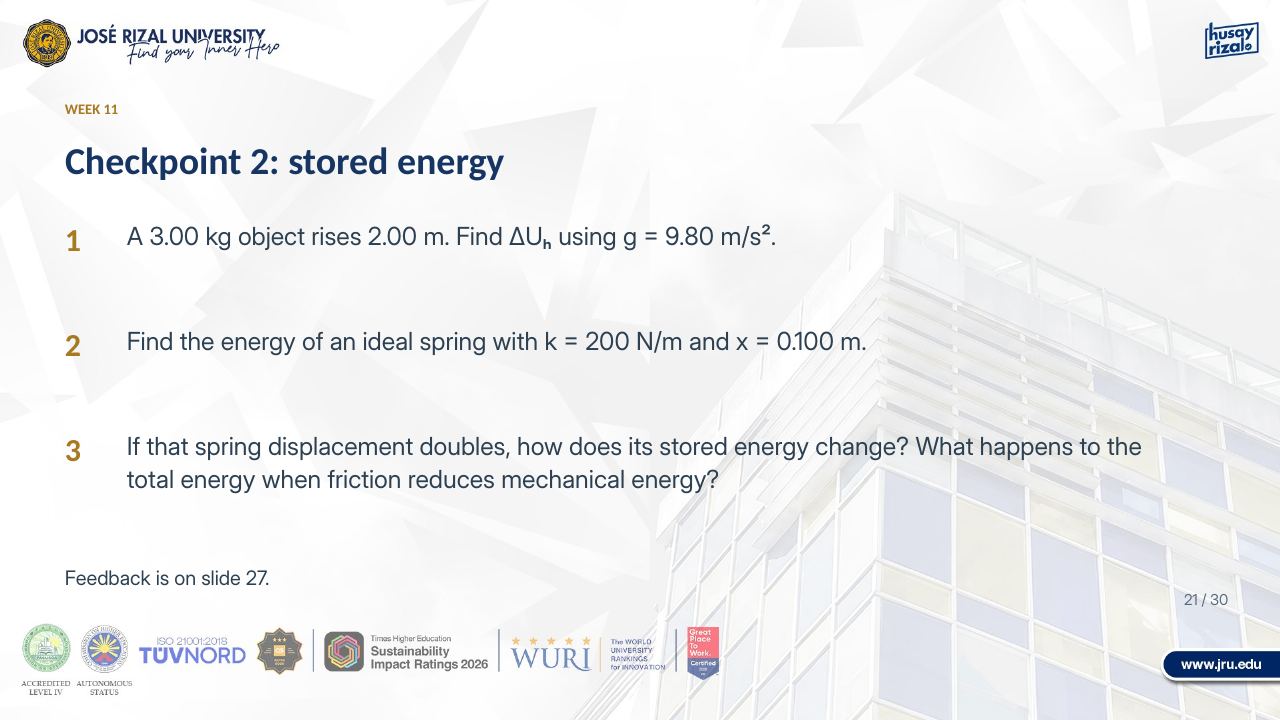 JOSÉ RIZAL UNIVERSITY
Find your Inner Hero
husay
rizal
WEEK 11
Checkpoint 2: stored energy
1 A 3.00 kg object rises 2.00 m. Find ΔUₕ using g = 9.80 m/s².
2 Find the energy of an ideal spring with k = 200 N/m and x = 0.100 m.
3 If that spring displacement doubles, how does its stored energy change? What happens to the
total energy when friction reduces mechanical energy?
Feedback is on slide 27.
21 / 30
ACCREDITED
LEVEL IV
AUTONOMOUS
STATUS
ISO 21001:2018
TÜVNORD
Times Higher Education
Sustainability
Impact Ratings 2026
WURI
The WORLD
UNIVERSITY
RANKINGS
for INNOVATION
Great
Place
To
Work.
Certified
www.jru.edu